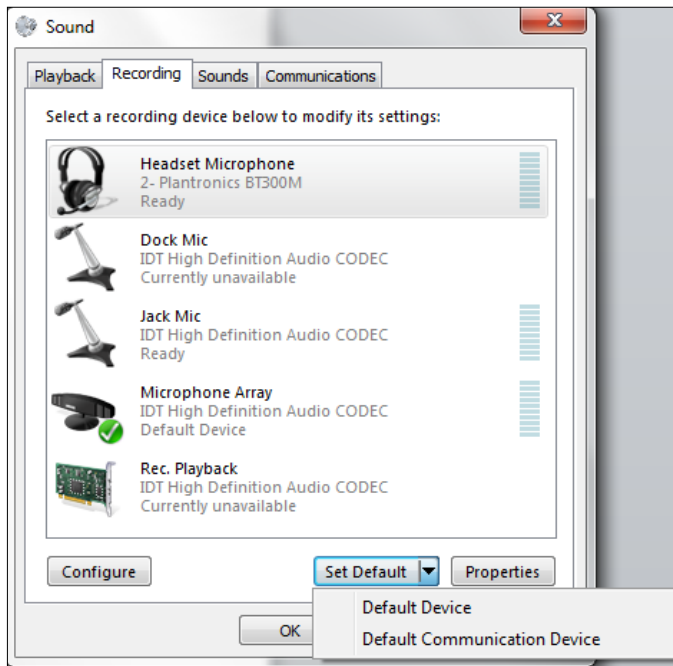 Sound
Playback Recording Sounds Communications
Select a recording device below to modify its settings:
Headset Microphone
2- Plantronics BT300M
Ready
Dock Mic
IDT High Definition Audio CODEC
Currently unavailable
Jack Mic
IDT High Definition Audio CODEC
Ready
Microphone Array
IDT High Definition Audio CODEC
Default Device
Rec. Playback
IDT High Definition Audio CODEC
Currently unavailable
Configure Set Default Properties
OK
Default Device
Default Communication Device